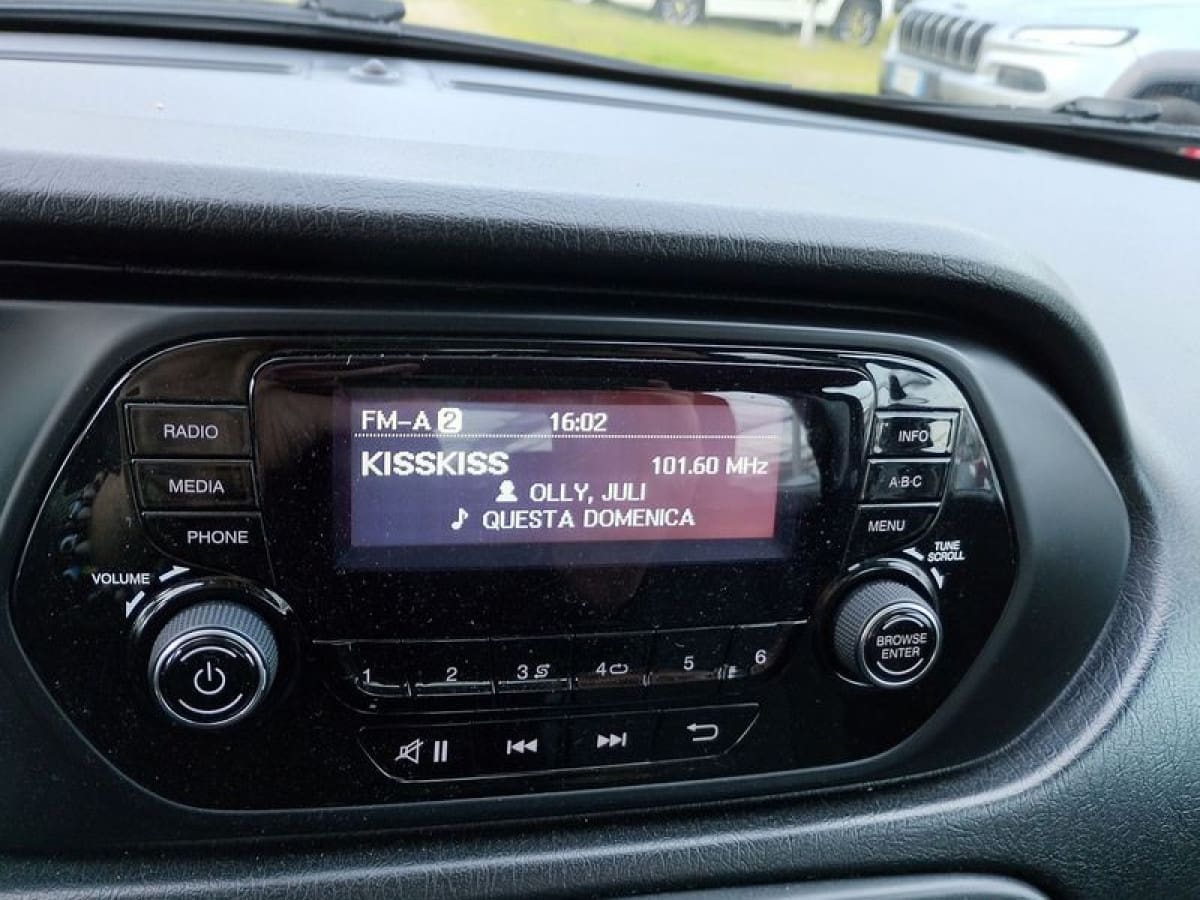 FM-A 2 16:02
KISSKISS 101.60 MHz
OLLY, JULI
QUESTA DOMENICA
RADIO
MEDIA
PHONE
VOLUME
INFO
A·B·C
MENU
TUNE
SCROLL
BROWSE
ENTER
1 2 3 4 5 6